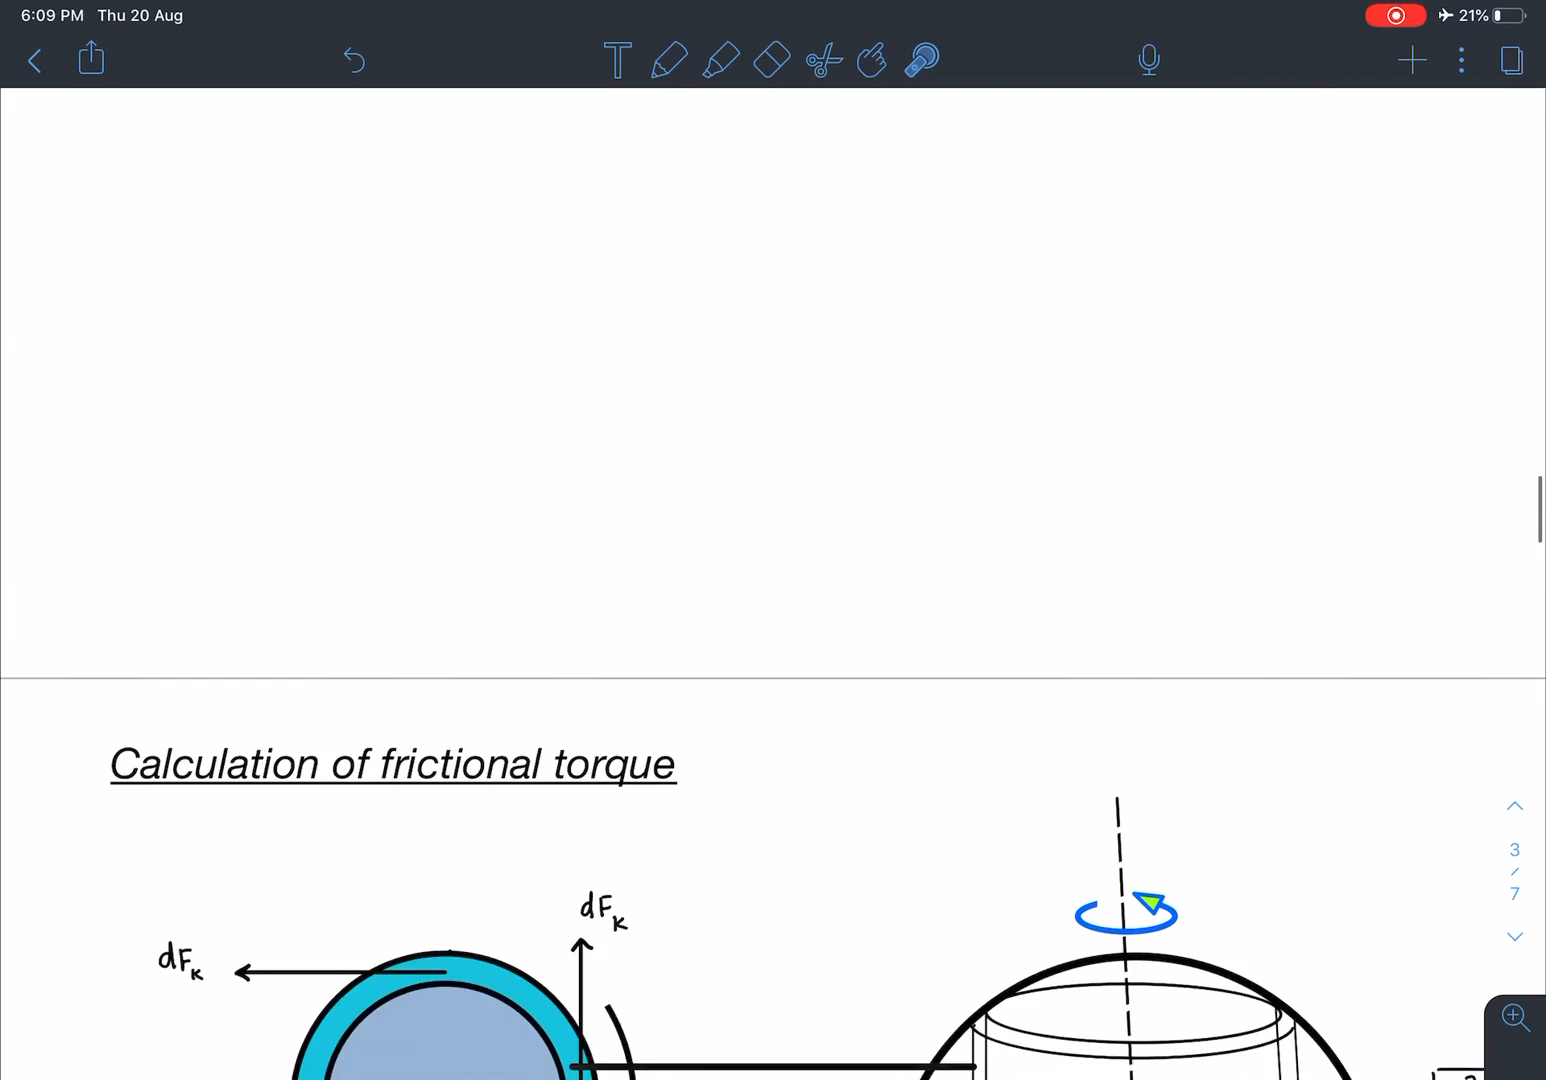 6:09 PM Thu 20 Aug
21%
T
Calculation of frictional torque
3
/
7
dF_K
dF_K